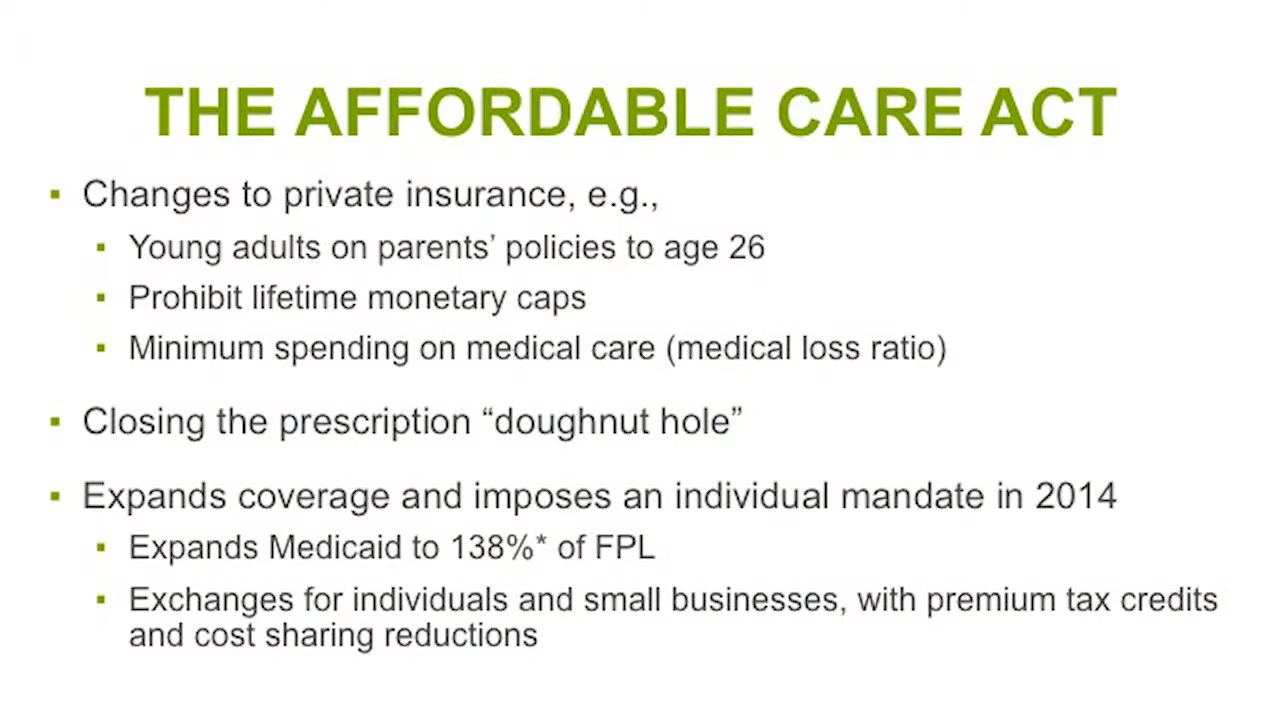 THE AFFORDABLE CARE ACT
▪ Changes to private insurance, e.g.,
▪ Young adults on parents’ policies to age 26
▪ Prohibit lifetime monetary caps
▪ Minimum spending on medical care (medical loss ratio)
▪ Closing the prescription “doughnut hole”
▪ Expands coverage and imposes an individual mandate in 2014
▪ Expands Medicaid to 138%* of FPL
▪ Exchanges for individuals and small businesses, with premium tax credits
and cost sharing reductions